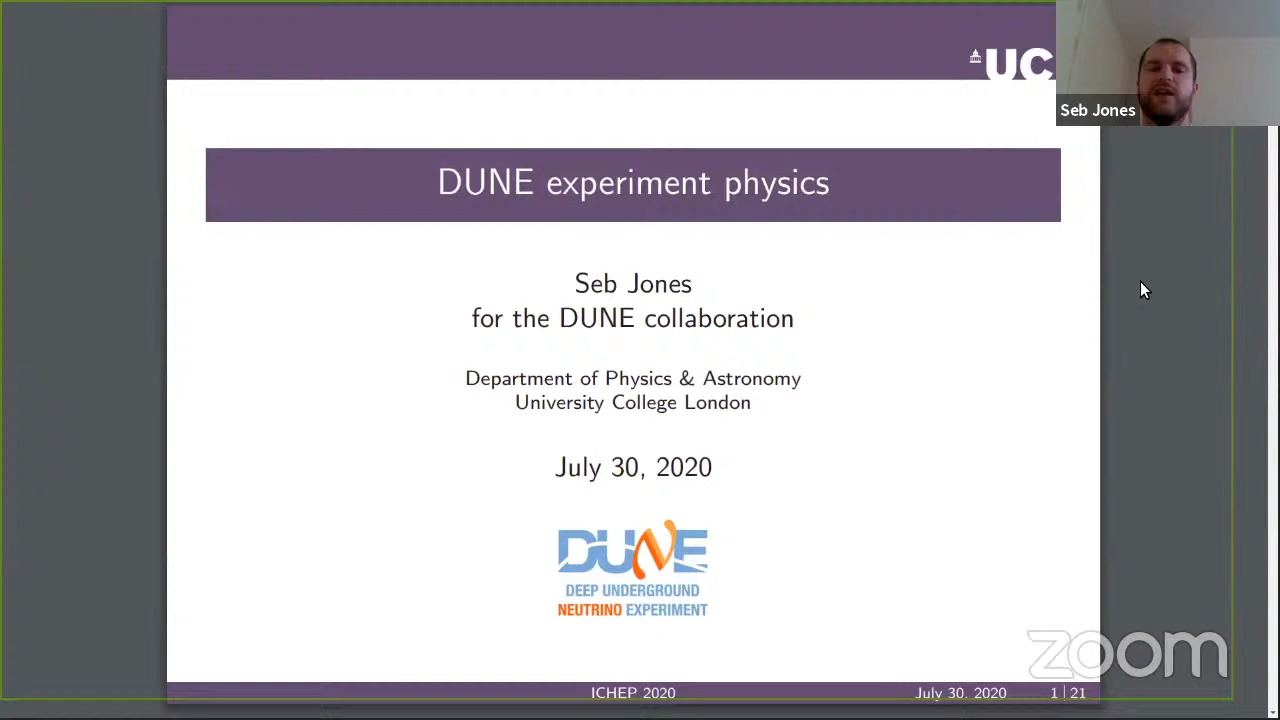 UC
Seb Jones
DUNE experiment physics
Seb Jones
for the DUNE collaboration
Department of Physics & Astronomy
University College London
July 30, 2020
DUNE
DEEP UNDERGROUND
NEUTRINO EXPERIMENT
zoom
ICHEP 2020 July 30, 2020 1 | 21